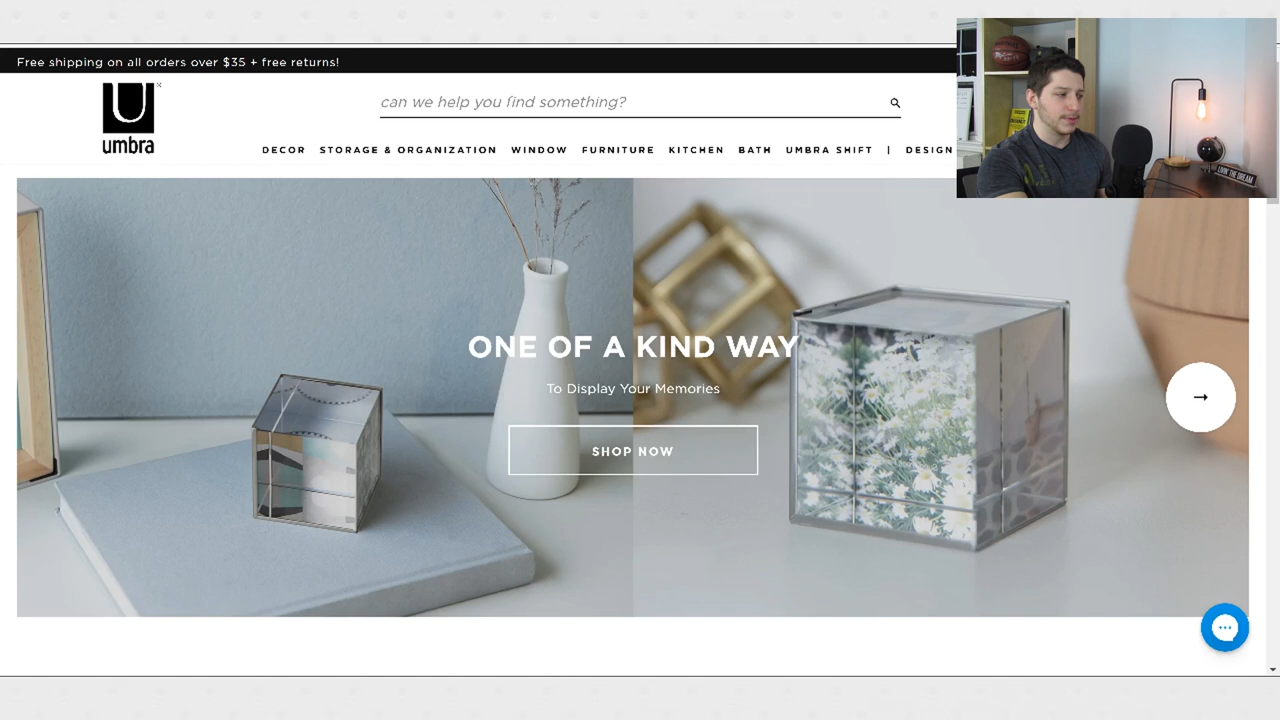 Free shipping on all orders over $35 + free returns!
umbra
can we help you find something?
DECOR STORAGE & ORGANIZATION WINDOW FURNITURE KITCHEN BATH UMBRA SHIFT | DESIGN
ONE OF A KIND WAY
To Display Your Memories
SHOP NOW
LIVIN' THE DREAM